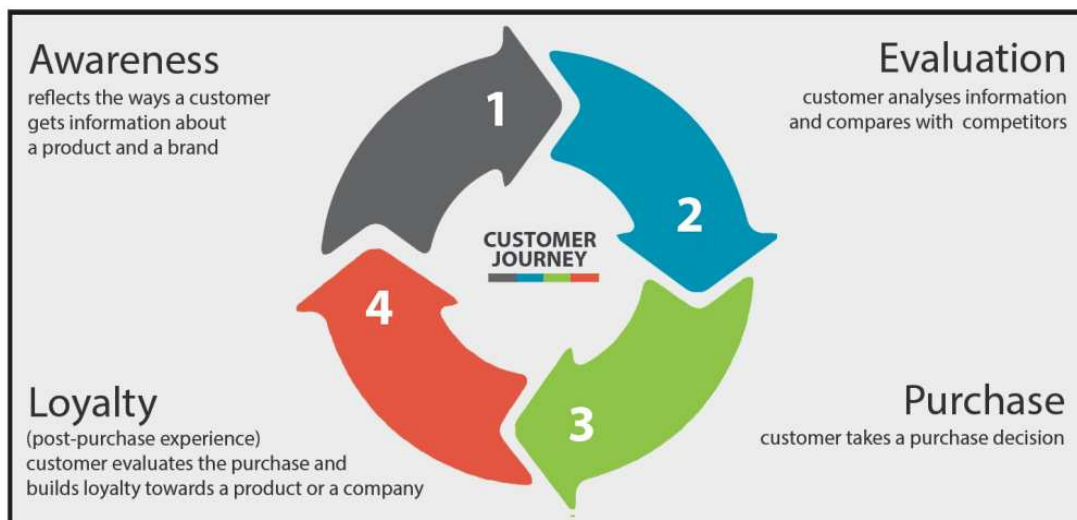 Awareness
reflects the ways a customer
gets information about
a product and a brand
1
Evaluation
customer analyses information
and compares with competitors
2
CUSTOMER
JOURNEY
4
3
Loyalty
(post-purchase experience)
customer evaluates the purchase and
builds loyalty towards a product or a company
Purchase
customer takes a purchase decision